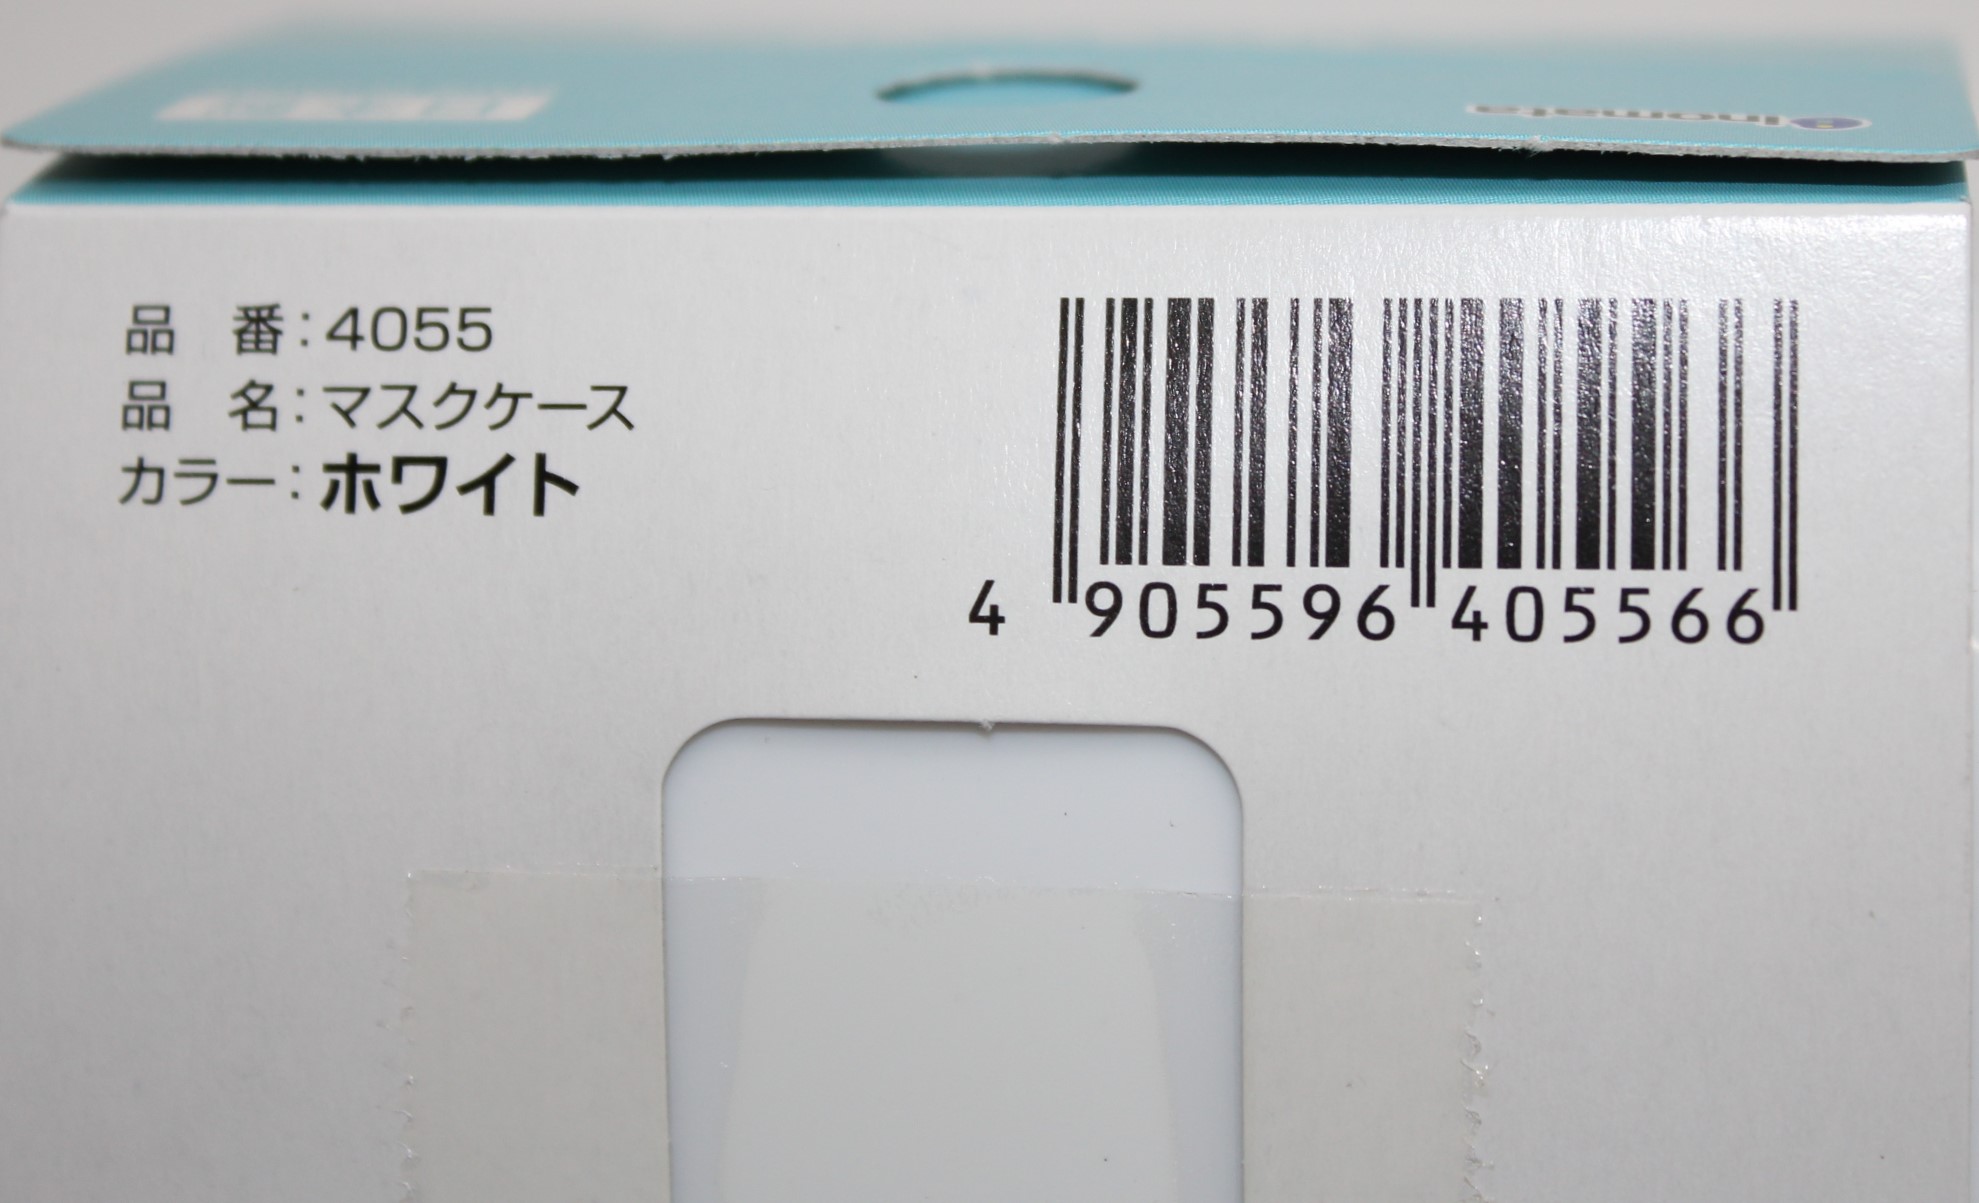 inomata
品 番:4055
品 名:マスクケース
カラー:ホワイト
4 905596 405566